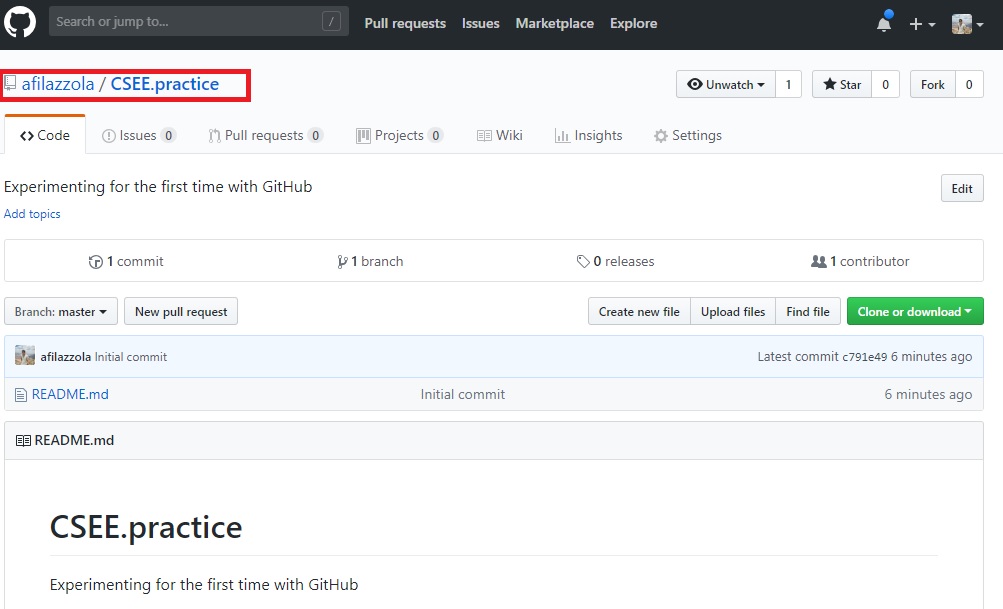 Search or jump to... /
Pull requests Issues Marketplace Explore
afilazzola / CSEE.practice
Unwatch 1 Star 0 Fork 0
Code Issues 0 Pull requests 0 Projects 0 Wiki Insights Settings
Experimenting for the first time with GitHub
Edit
Add topics
1 commit 1 branch 0 releases 1 contributor
Branch: master New pull request Create new file Upload files Find file Clone or download
afilazzola Initial commit Latest commit c791e49 6 minutes ago
README.md Initial commit 6 minutes ago
README.md
CSEE.practice
Experimenting for the first time with GitHub